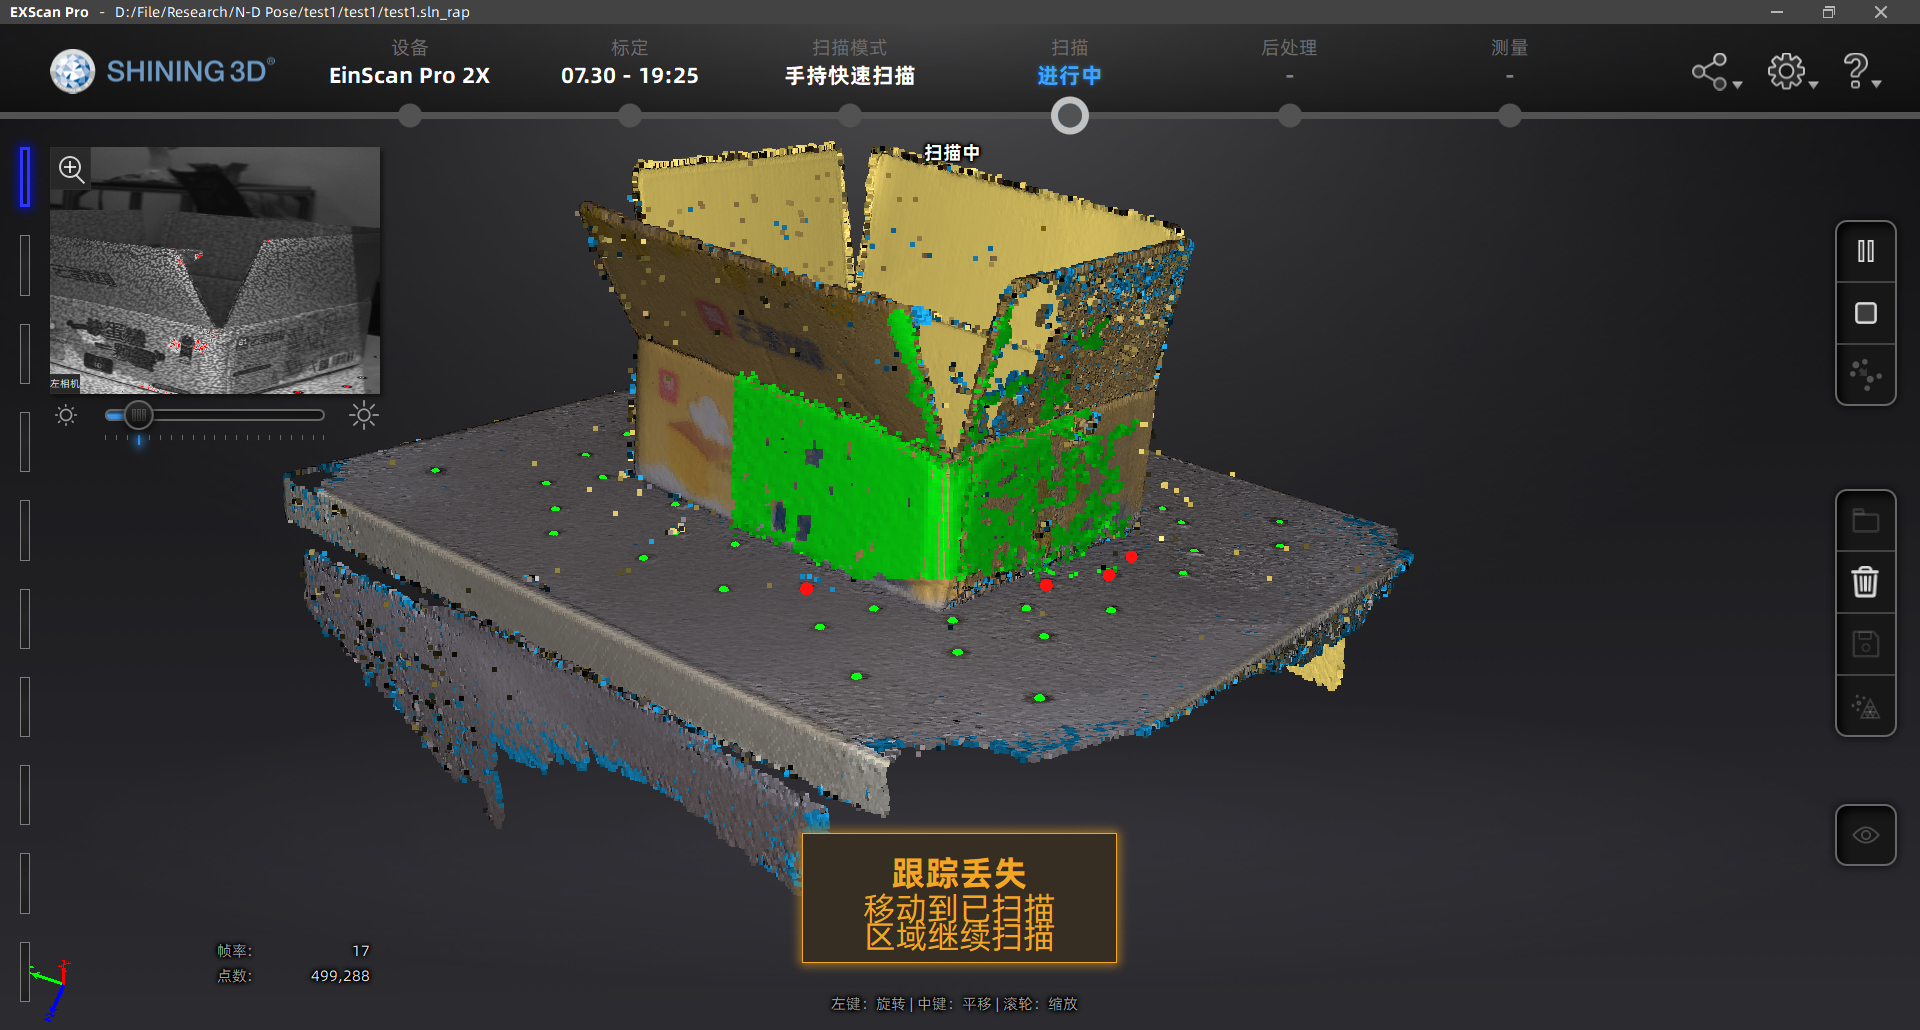 EXScan Pro - D:/File/Research/N-D Pose/test1/test1/test1.sln_rap
SHINING 3D®
设备
EinScan Pro 2X
标定
07.30 - 19:25
扫描模式
手持快速扫描
扫描
进行中
后处理
-
测量
-
扫描中
左相机
跟踪丢失
移动到已扫描
区域继续扫描
帧率: 17
点数: 499,288
左键: 旋转 | 中键: 平移 | 滚轮: 缩放